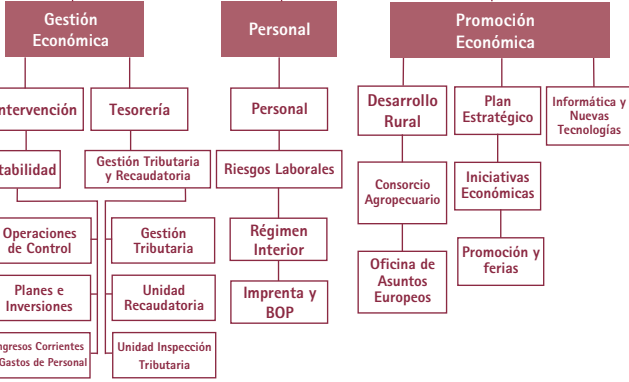 Gestión
Económica
Personal
Promoción
Económica
ntervención
Tesorería
Personal
Desarrollo
Rural
Plan
Estratégico
Informática y
Nuevas
Tecnologías
tabilidad
Gestión Tributaria
y Recaudatoria
Riesgos Laborales
Consorcio
Agropecuario
Iniciativas
Económicas
Operaciones
de Control
Gestión
Tributaria
Régimen
Interior
Oficina de
Asuntos
Europeos
Promoción y
ferias
Planes e
Inversiones
Unidad
Recaudatoria
Imprenta y
BOP
ngresos Corrientes
Gastos de Personal
Unidad Inspección
Tributaria